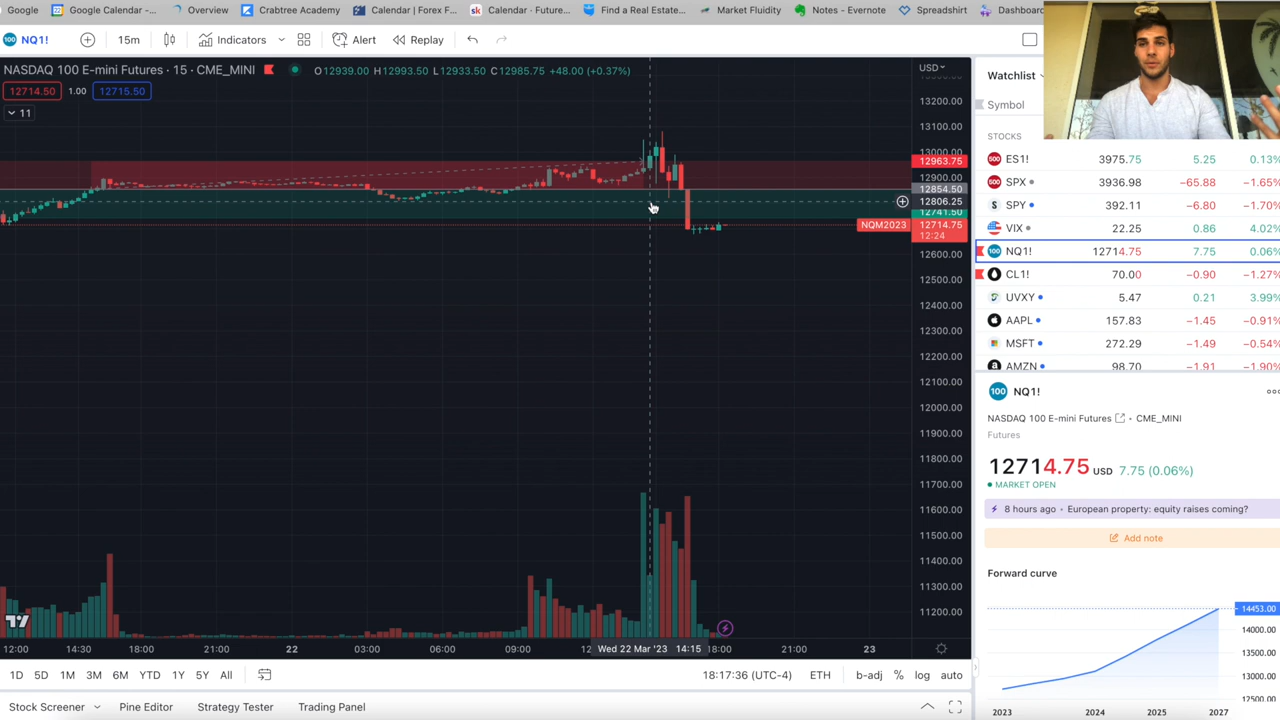 Google Google Calendar -... Overview Crabtree Academy Calendar | Forex F... Calendar - Future... Find a Real Estate... Market Fluidity Notes - Evernote Spreadshirt Dashboard
100 NQ1! 15m Indicators Alert Replay
NASDAQ 100 E-mini Futures · 15 · CME_MINI O12939.00 H12993.50 L12933.50 C12985.75 +48.00 (+0.37%)
12714.50 1.00 12715.50
11
USD
13200.00
13100.00
13000.00
12963.75
12900.00
12854.50
12806.25
12741.50
NQM2023 12714.75
12:24
12600.00
12500.00
12400.00
12300.00
12200.00
12100.00
12000.00
11900.00
11800.00
11700.00
11600.00
11500.00
11400.00
11300.00
11200.00
12:00 14:30 18:00 21:00 22 03:00 06:00 09:00 Wed 22 Mar '23 14:15 18:00 21:00 23
1D 5D 1M 3M 6M YTD 1Y 5Y All 18:17:36 (UTC-4) ETH b-adj % log auto
Stock Screener Pine Editor Strategy Tester Trading Panel
Watchlist
Symbol
STOCKS
500 ES1! 3975.75 5.25 0.13%
500 SPX 3936.98 −65.88 −1.65%
S SPY 392.11 −6.80 −1.70%
VIX 22.25 0.86 4.02%
100 NQ1! 12714.75 7.75 0.06%
CL1! 70.00 −0.90 −1.27%
UVXY 5.47 0.21 3.99%
AAPL 157.83 −1.45 −0.91%
MSFT 272.29 −1.49 −0.54%
AMZN 98.70 −1.91 −1.90%
100 NQ1!
NASDAQ 100 E-mini Futures • CME_MINI
Futures
12714.75 USD 7.75 (0.06%)
MARKET OPEN
8 hours ago • European property: equity raises coming?
Add note
Forward curve
14453.00
14000.00
13500.00
13000.00
12500.00
2023 2024 2025 2027